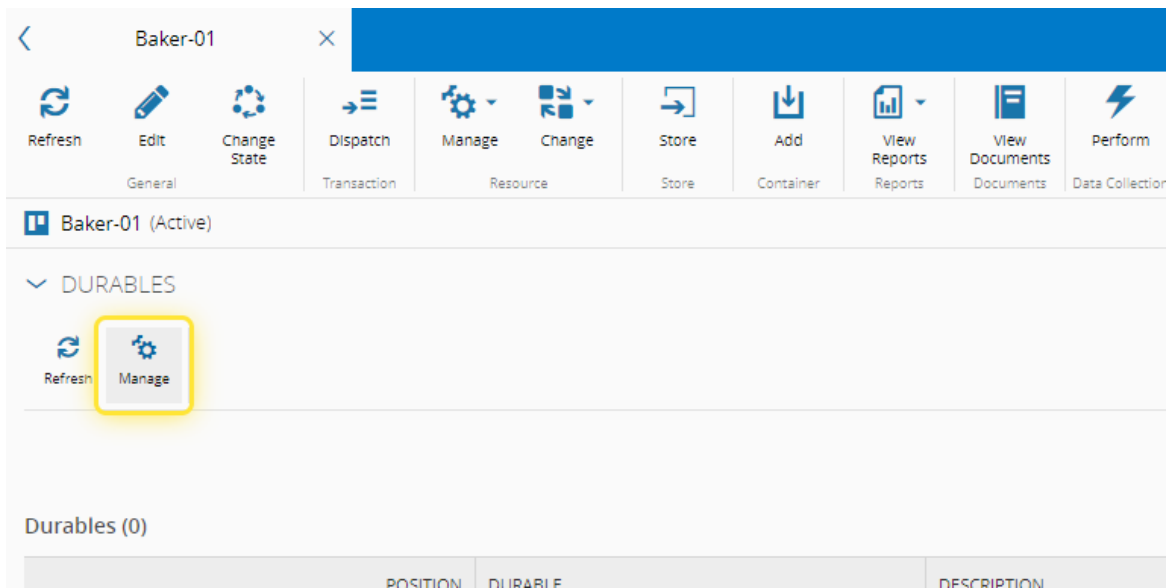 Baker-01
Refresh
Edit
Change
State
General
Dispatch
Transaction
Manage
Change
Resource
Store
Store
Add
Container
View
Reports
Reports
View
Documents
Documents
Perform
Data Collection
Baker-01 (Active)
DURABLES
Refresh
Manage
Durables (0)
POSITION
DURABLE
DESCRIPTION